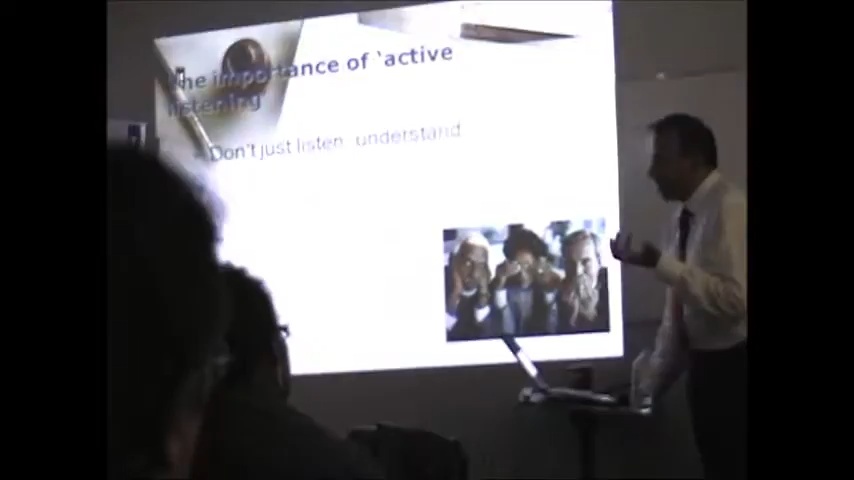 The importance of 'active
listening'
- Don't just listen, understand